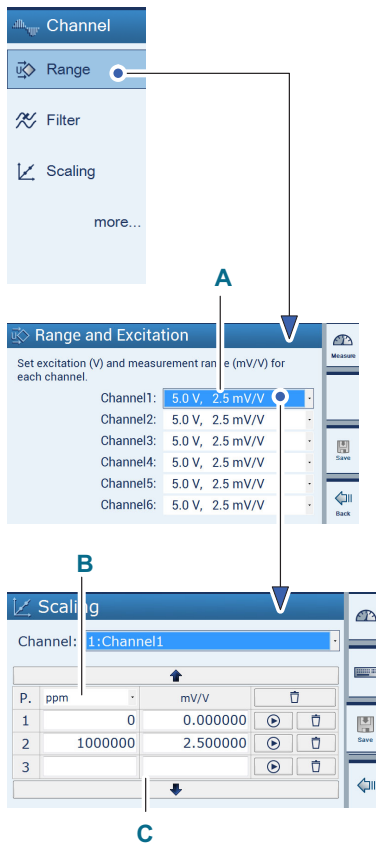 Channel
Range
Filter
Scaling
more...
A
Range and Excitation
Measure
Set excitation (V) and measurement range (mV/V) for
each channel.
Channel1: 5.0 V, 2.5 mV/V
Channel2: 5.0 V, 2.5 mV/V
Channel3: 5.0 V, 2.5 mV/V
Channel4: 5.0 V, 2.5 mV/V
Channel5: 5.0 V, 2.5 mV/V
Channel6: 5.0 V, 2.5 mV/V
Save
Back
B
Scaling
Channel: 1:Channel1
P. ppm mV/V
1 0 0.000000
2 1000000 2.500000
3
Save
C